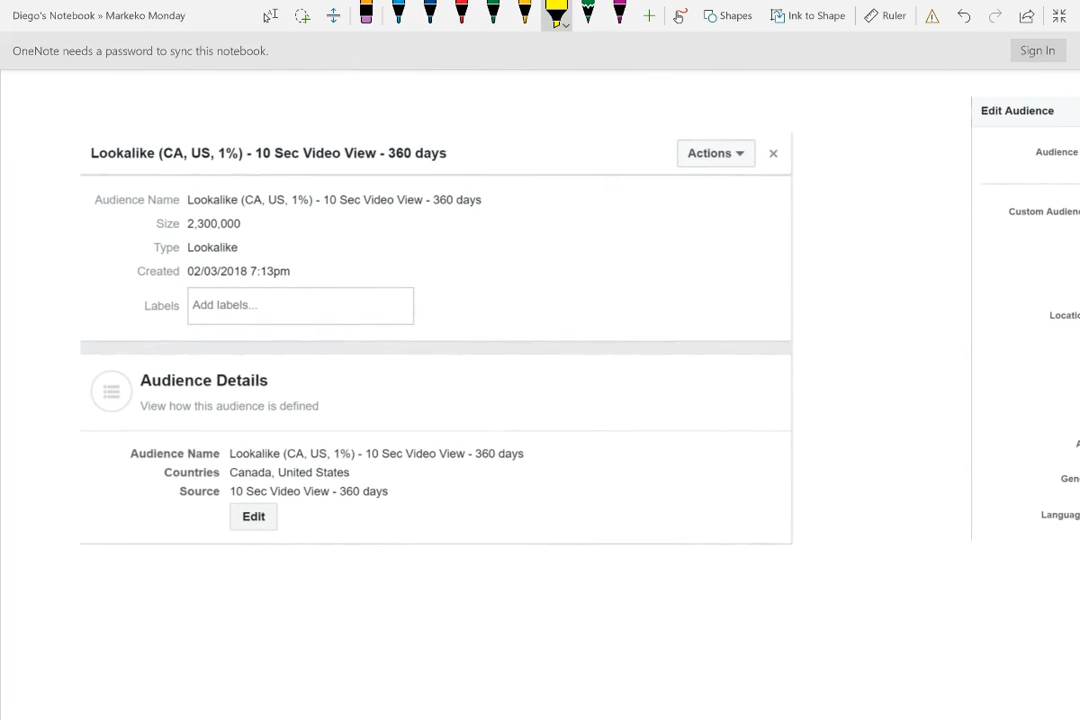 Diego's Notebook » Markeko Monday
Shapes
Ink to Shape
Ruler
OneNote needs a password to sync this notebook.
Sign In
Lookalike (CA, US, 1%) - 10 Sec Video View - 360 days
Actions
Audience Name Lookalike (CA, US, 1%) - 10 Sec Video View - 360 days
Size 2,300,000
Type Lookalike
Created 02/03/2018 7:13pm
Labels Add labels...
Audience Details
View how this audience is defined
Audience Name Lookalike (CA, US, 1%) - 10 Sec Video View - 360 days
Countries Canada, United States
Source 10 Sec Video View - 360 days
Edit
Edit Audience
Audience
Custom